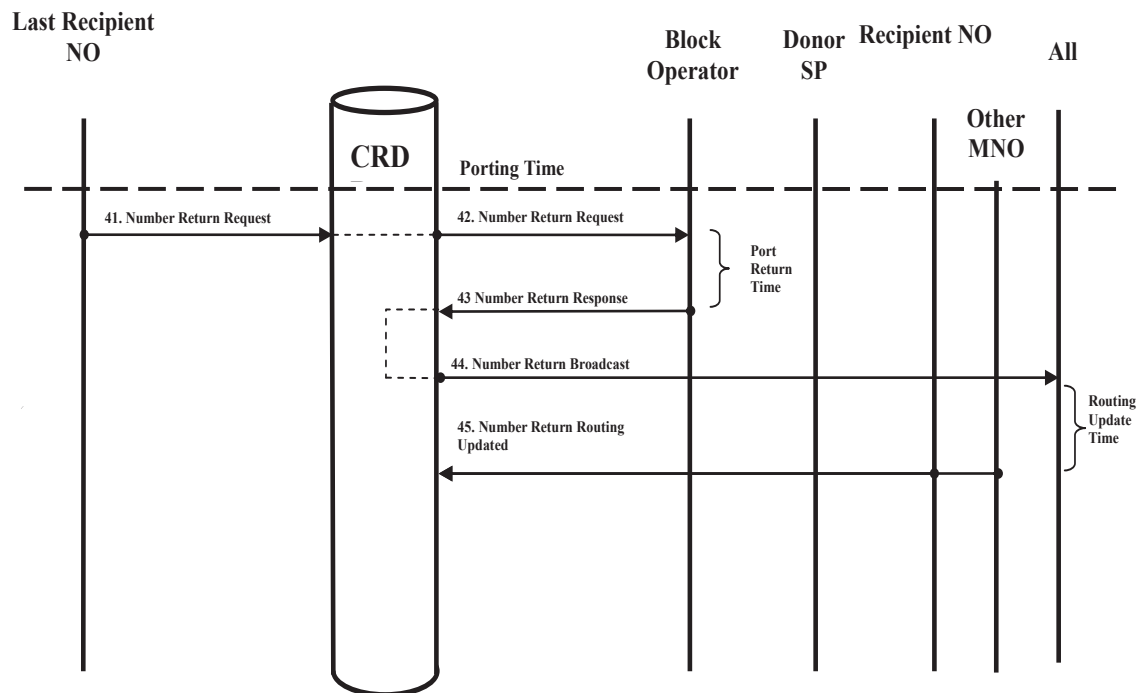 Last Recipient
NO
Block
Operator
Donor
SP
Recipient NO
All
Other
MNO
CRD
Porting Time
41. Number Return Request
42. Number Return Request
Port
Return
Time
43 Number Return Response
44. Number Return Broadcast
45. Number Return Routing
Updated
Routing
Update
Time